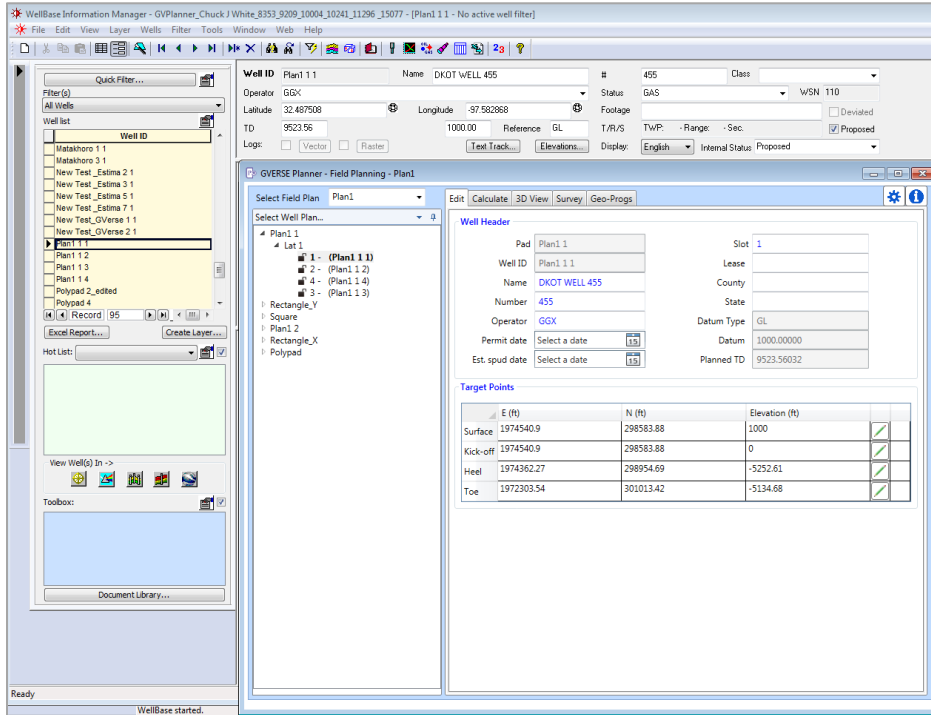 WellBase Information Manager - GVPlanner_Chuck J White_8353_9209_10004_10241_11296 _15077 - [Plan1 1 1 - No active well filter]
File Edit View Layer Wells Filter Tools Window Web Help
Quick Filter...
Filter(s)
All Wells
Well list
Well ID
Matakhoro 1 1
Matakhoro 3 1
New Test _Estima 2 1
New Test _Estima 5 1
New Test _Estima 7 1
New Test_GVerse 1 1
New Test_GVerse 2 1
Plan1 1 1
Plan1 1 2
Plan1 1 3
Plan1 1 4
Polypad 2_edited
Polypad 4
Record 95
Excel Report... Create Layer...
Hot List:
View Well(s) In ->
Toolbox:
Document Library...
Ready
WellBase started.
Well ID Plan1 1 1 Name DKOT WELL 455 # 455 Class
Operator GGX Status GAS WSN 110
Latitude 32.487508 Longitude -97.582868 Footage Deviated
TD 9523.56 1000.00 Reference GL T/R/S TWP: - Range: - Sec. Proposed
Logs: Vector Raster Text Track... Elevations... Display: English Internal Status Proposed
GVERSE Planner - Field Planning - Plan1
Select Field Plan Plan1
Select Well Plan...
Plan1 1
Lat 1
1 - (Plan1 1 1)
2 - (Plan1 1 2)
4 - (Plan1 1 4)
3 - (Plan1 1 3)
Rectangle_Y
Square
Plan1 2
Rectangle_X
Polypad
Edit Calculate 3D View Survey Geo-Progs
Well Header
Pad Plan1 1 Slot 1
Well ID Plan1 1 1 Lease
Name DKOT WELL 455 County
Number 455 State
Operator GGX Datum Type GL
Permit date Select a date 15 Datum 1000.00000
Est. spud date Select a date 15 Planned TD 9523.56032
Target Points
E (ft) N (ft) Elevation (ft)
Surface 1974540.9 298583.88 1000
Kick-off 1974540.9 298583.88 0
Heel 1974362.27 298954.69 -5252.61
Toe 1972303.54 301013.42 -5134.68